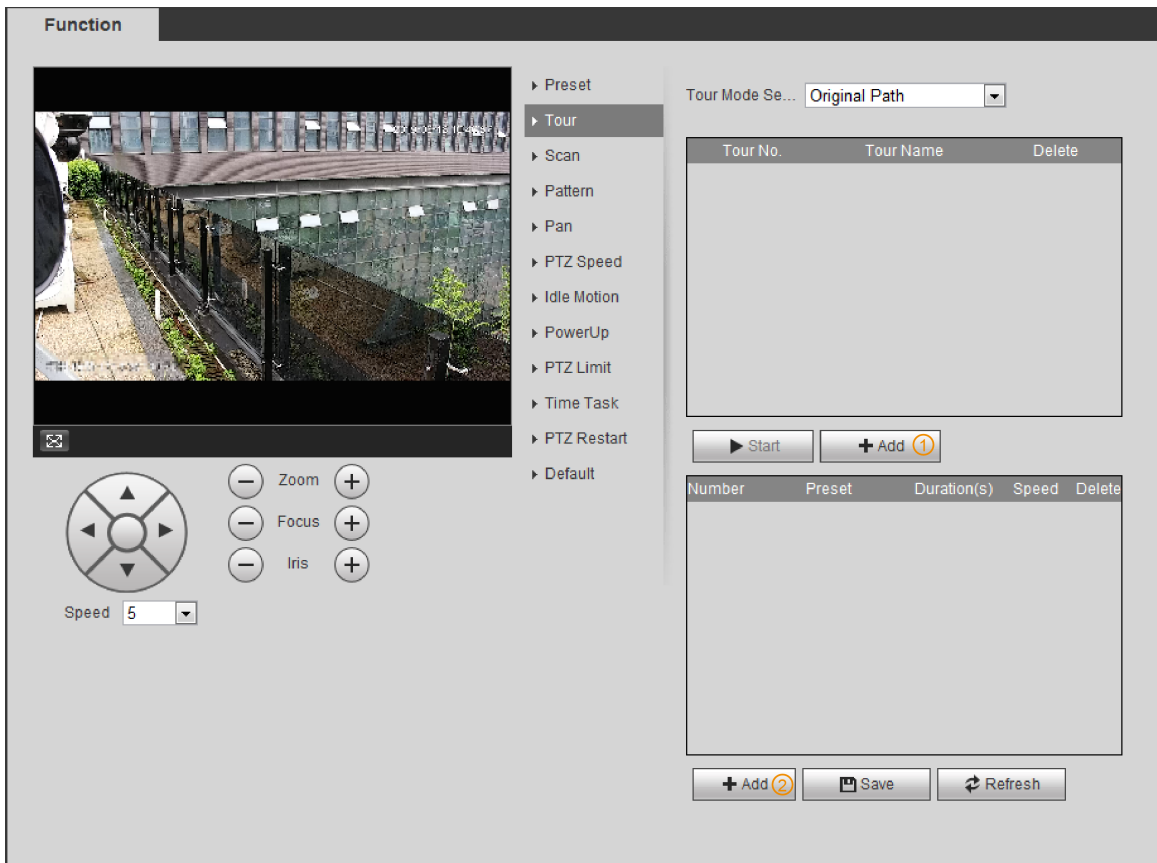 Function
Preset
Tour
Scan
Pattern
Pan
PTZ Speed
Idle Motion
PowerUp
PTZ Limit
Time Task
PTZ Restart
Default
Zoom
Focus
Iris
Speed 5
Tour Mode Se... Original Path
Tour No. Tour Name Delete
Start + Add 1
Number Preset Duration(s) Speed Delete
+ Add 2 Save Refresh